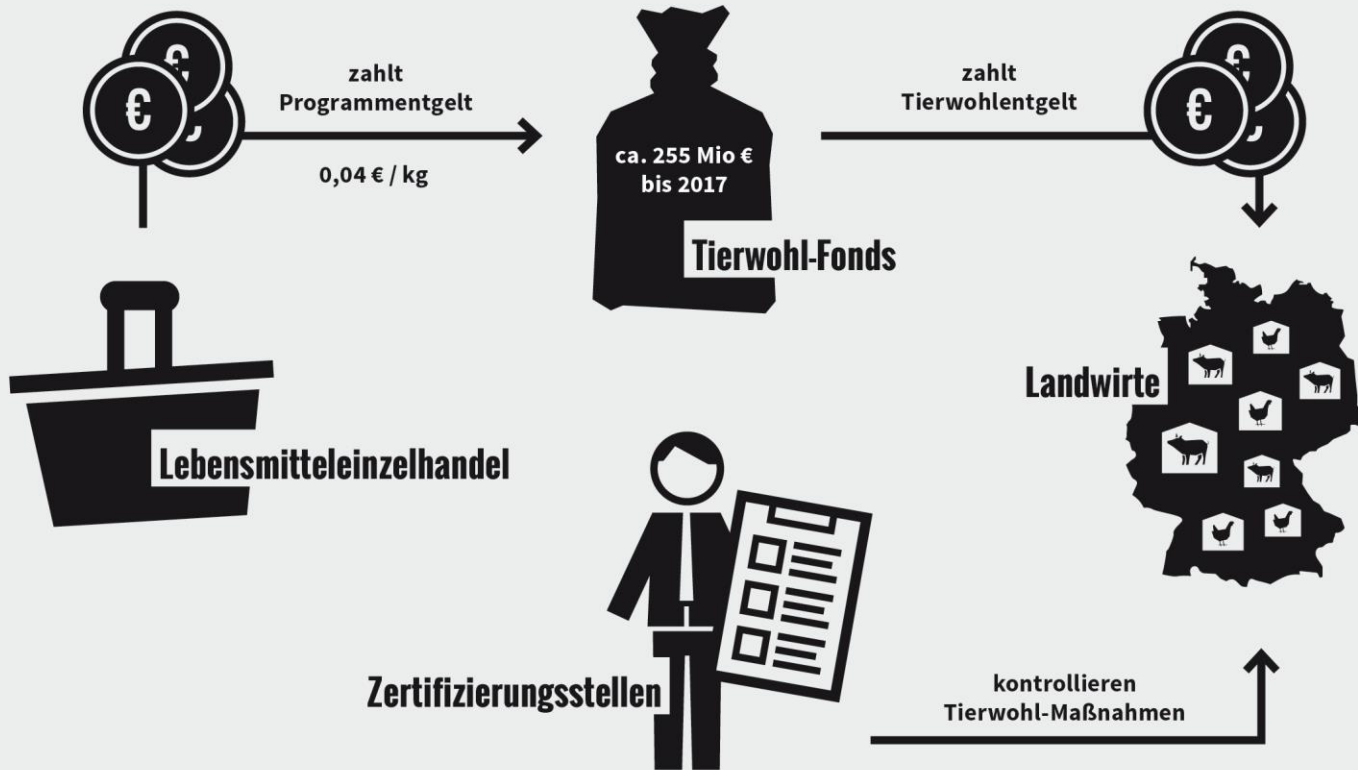 zahlt
Programmentgelt
0,04 € / kg
ca. 255 Mio €
bis 2017
Tierwohl-Fonds
zahlt
Tierwohlentgelt
€
€
€
€
€
€
Lebensmitteleinzelhandel
Landwirte
Zertifizierungsstellen
kontrollieren
Tierwohl-Maßnahmen